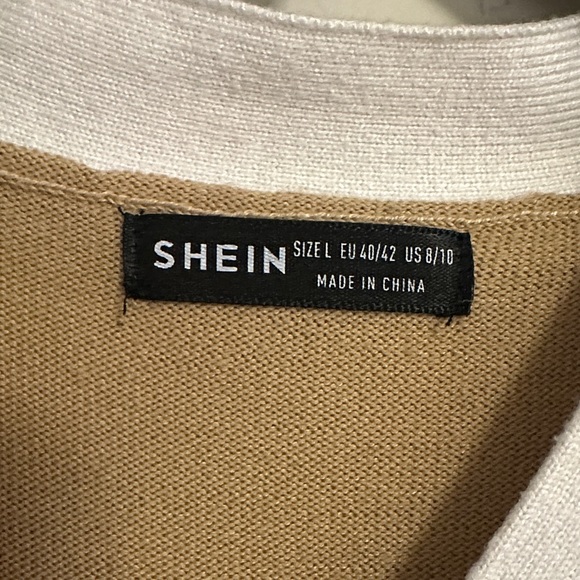 SHEIN SIZE L EU 40/42 US 8/10
MADE IN CHINA